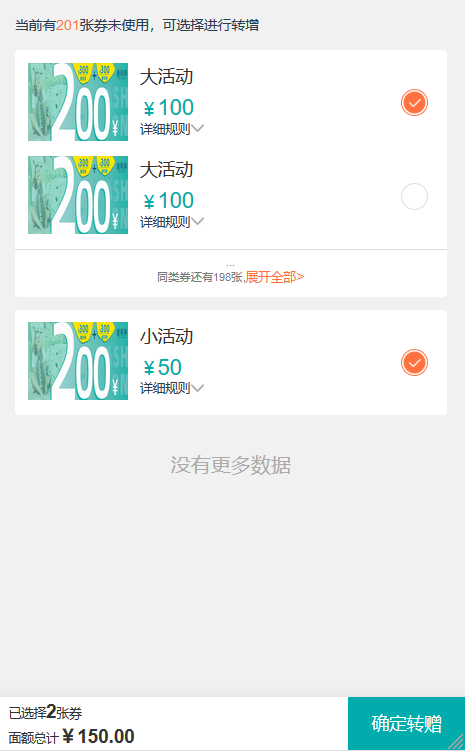 当前有201张券未使用，可选择进行转增
大活动
￥100
详细规则
200
¥
大活动
￥100
详细规则
200
¥
...
同类券还有198张,展开全部>
小活动
￥50
详细规则
200
¥
没有更多数据
已选择2张券
面额总计￥150.00
确定转赠